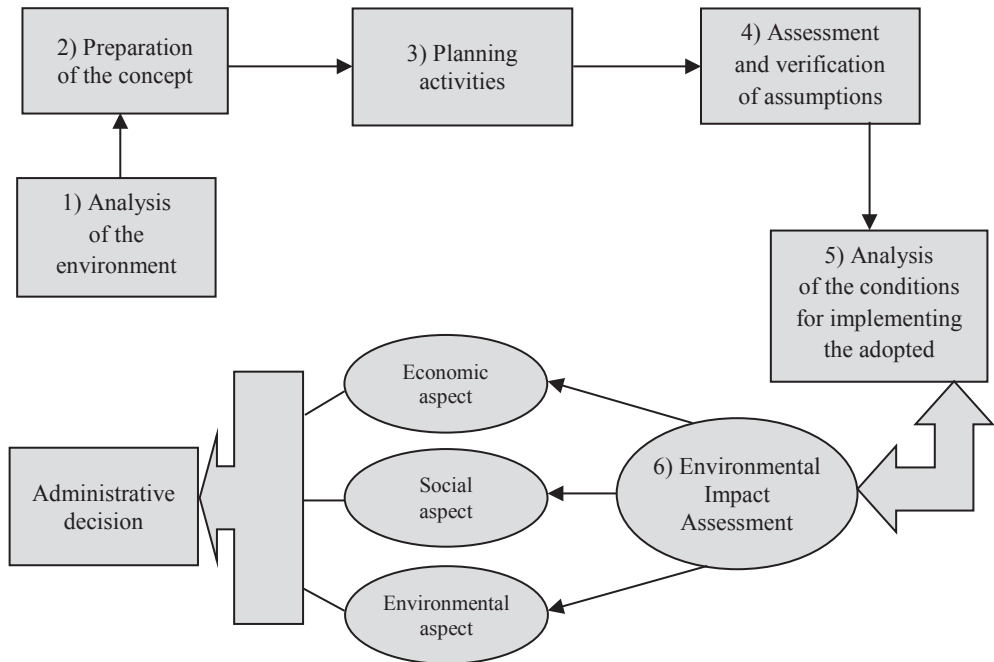 2) Preparation
of the concept
3) Planning
activities
4) Assessment
and verification
of assumptions
1) Analysis
of the
environment
5) Analysis
of the conditions
for implementing
the adopted
Economic
aspect
6) Environmental
Impact
Assessment
Social
aspect
Administrative
decision
Environmental
aspect